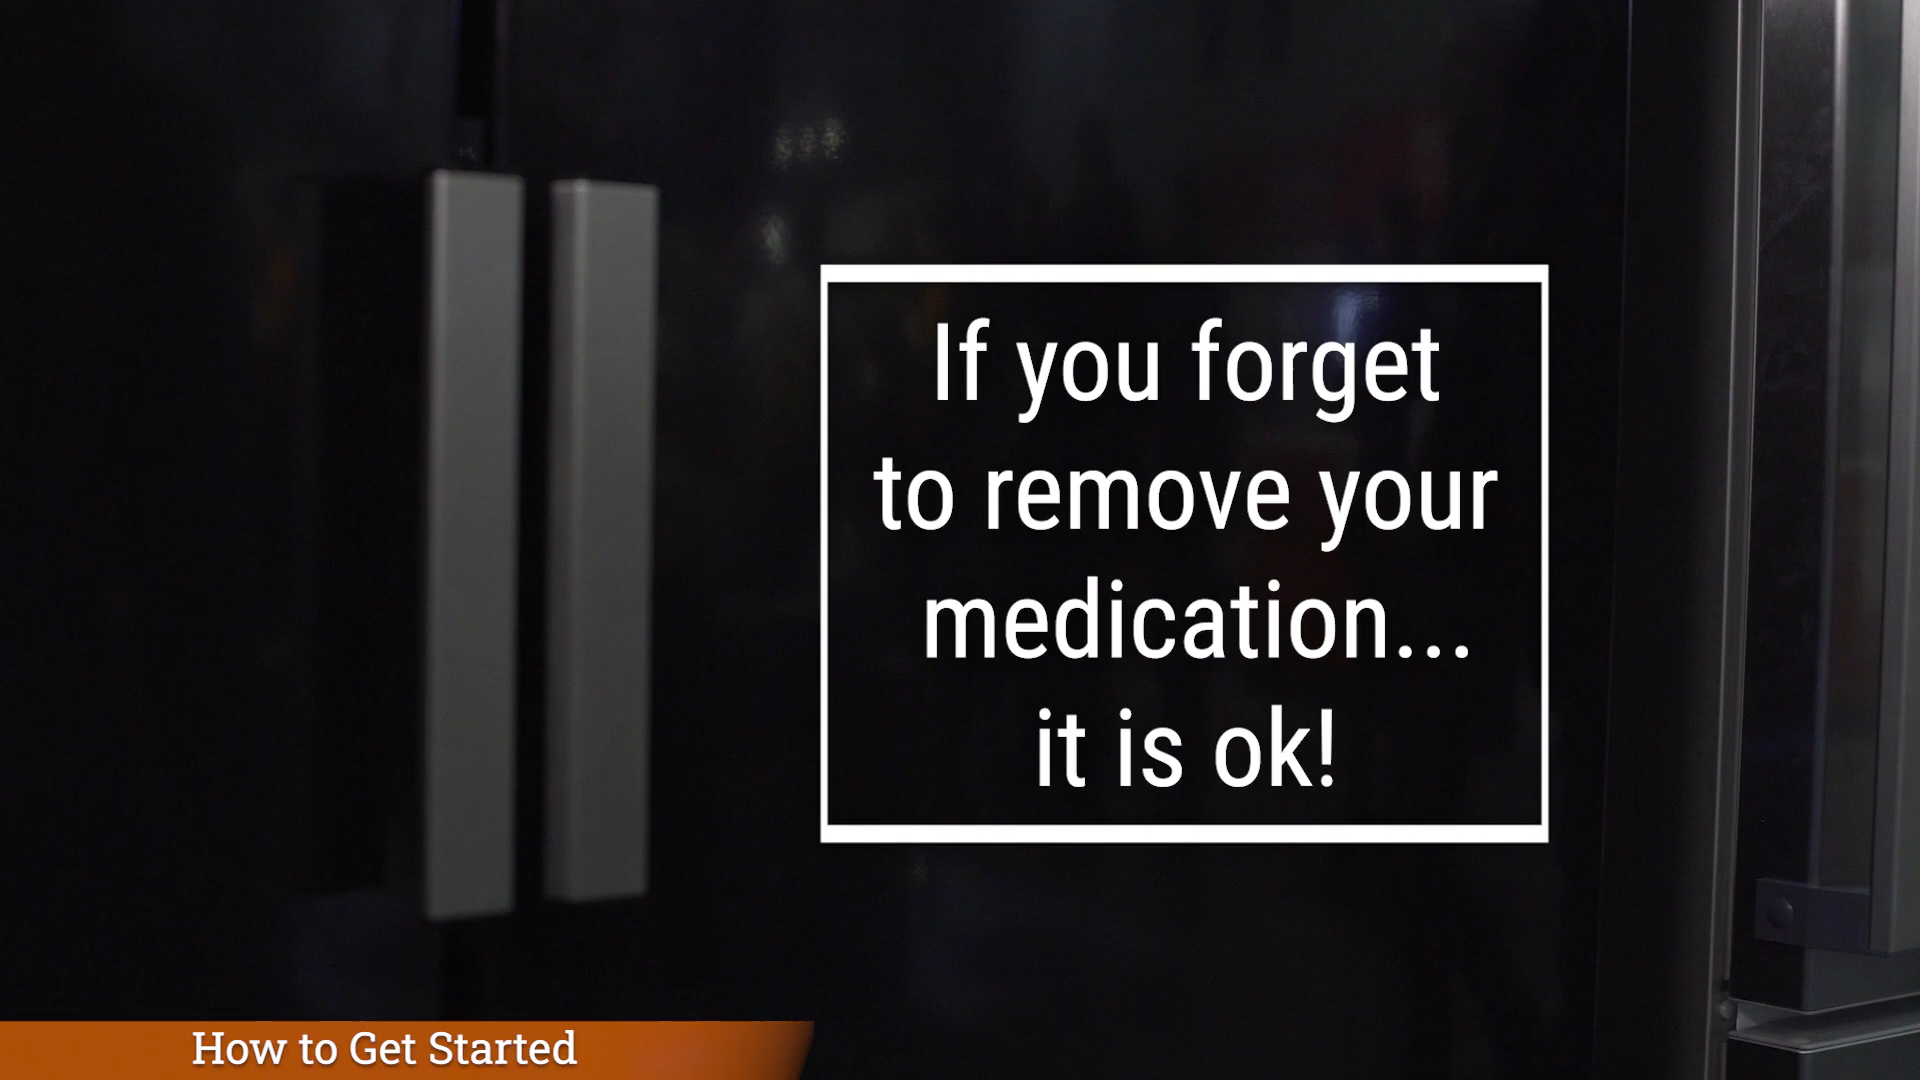 If you forget
to remove your
medication...
it is ok!
How to Get Started